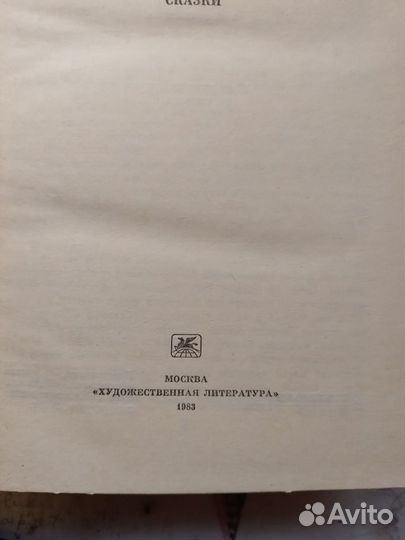 СКАЗКИ
МОСКВА
«ХУДОЖЕСТВЕННАЯ ЛИТЕРАТУРА»
1983
Avito